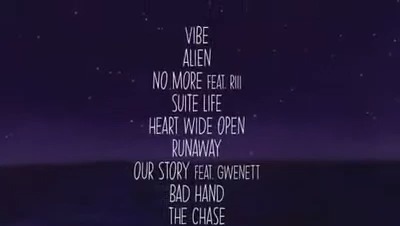 VIBE
ALIEN
NO MORE FEAT. RIII
SUITE LIFE
HEART WIDE OPEN
RUNAWAY
OUR STORY FEAT. GWENETT
BAD HAND
THE CHASE